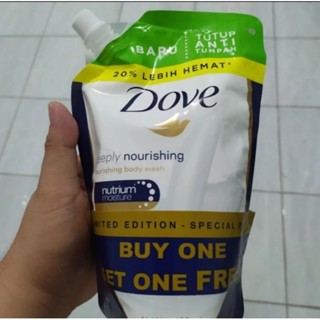 !BARU
TUTUP
ANTI
TUMPAH
20% LEBIH HEMAT*
Dove
deeply nourishing
nourishing body wash
nutrium
moisture
LIMITED EDITION - SPECIAL
BUY ONE
GET ONE FREE